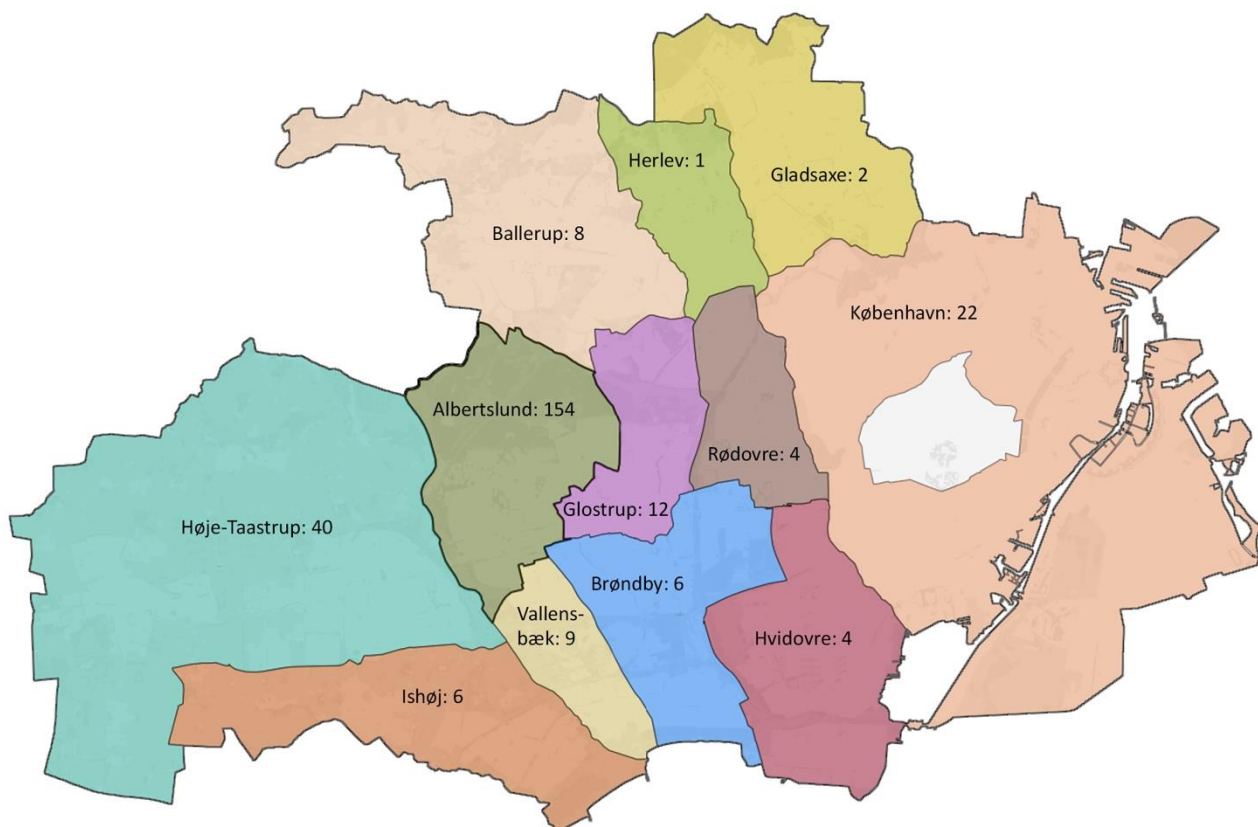 Herlev: 1
Gladsaxe: 2
Ballerup: 8
København: 22
Albertslund: 154
Rødovre: 4
Glostrup: 12
Høje-Taastrup: 40
Brøndby: 6
Vallens-
bæk: 9
Hvidovre: 4
Ishøj: 6